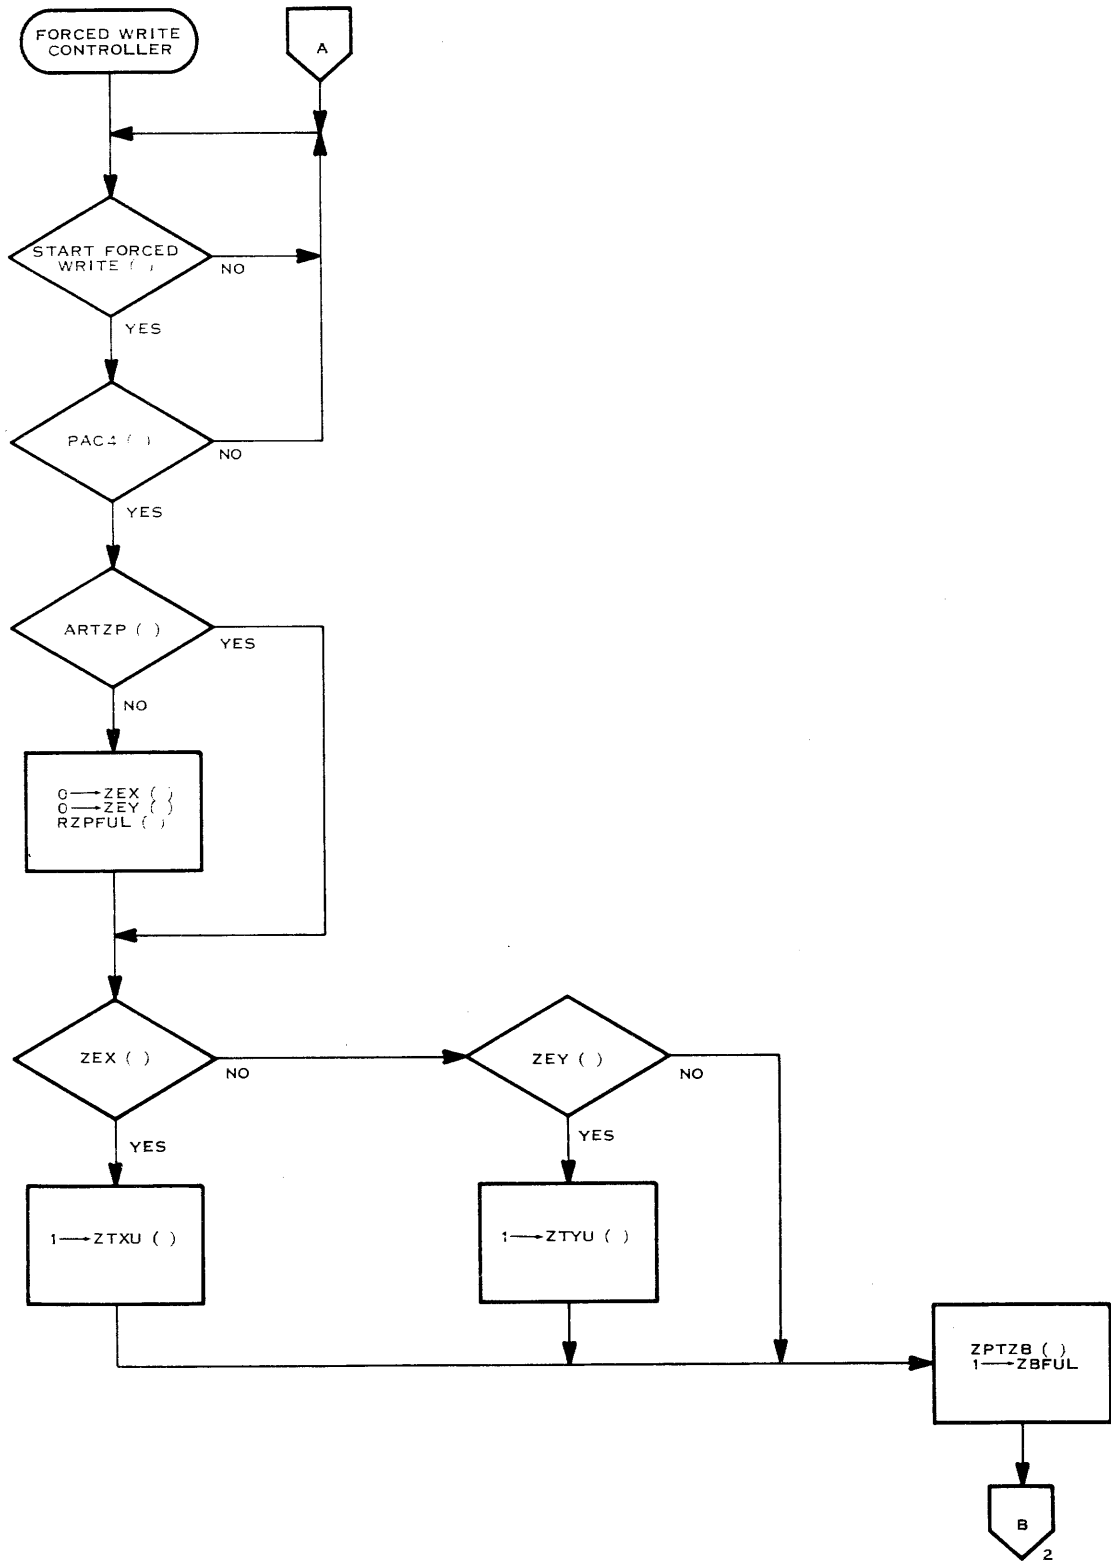 FORCED WRITE
CONTROLLER
A
START FORCED
WRITE ( )
NO
YES
PAC4 ( )
NO
YES
ARTZP ( )
YES
NO
0→ZEX ( )
0→ZEY ( )
RZPFUL ( )
ZEX ( )
NO
ZEY ( )
NO
YES
YES
1→ZTXU ( )
1→ZTYU ( )
ZPTZB ( )
1→ZBFUL
B
2